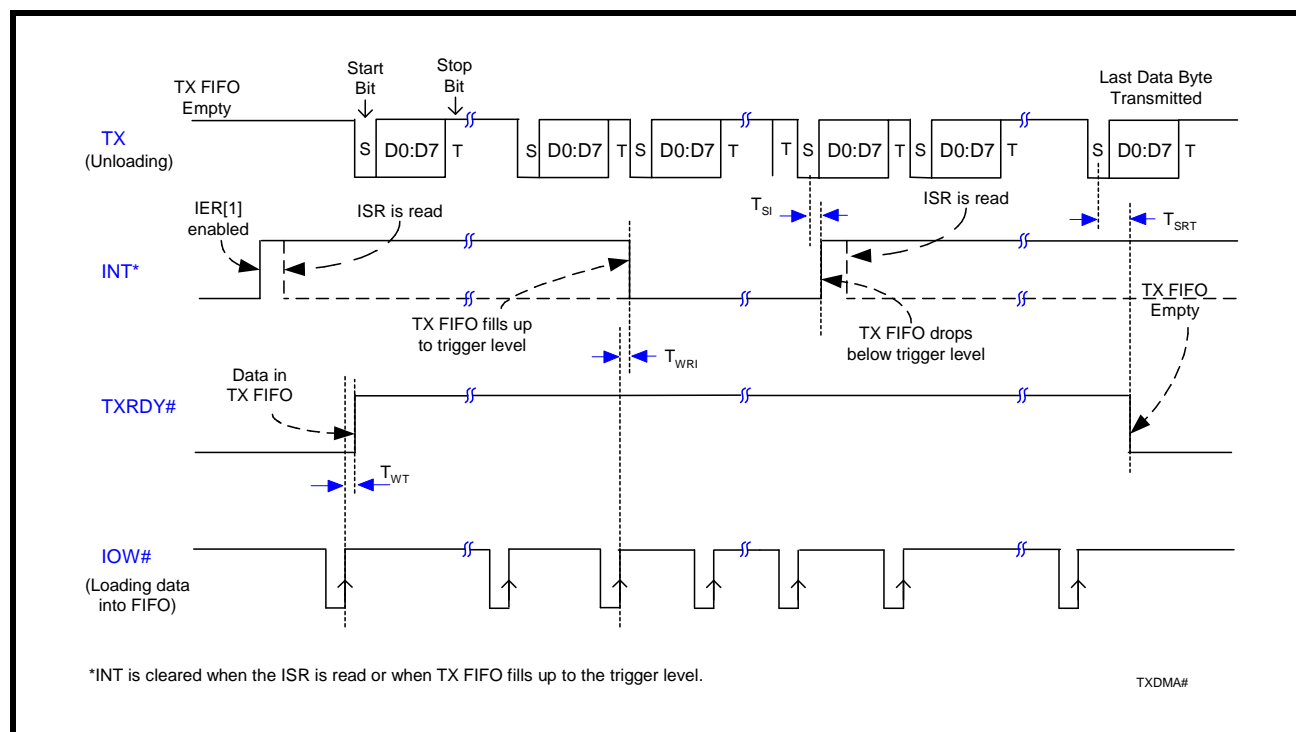 TX FIFO
Empty
Start
Bit
Stop
Bit
Last Data Byte
Transmitted
TX
(Unloading)
S D0:D7 S D0:D7 T S D0:D7 T T S D0:D7 T S D0:D7 T S D0:D7 T
IER[1]
enabled
ISR is read
TSI
ISR is read
TSRT
INT*
TX FIFO fills up
to trigger level
TX FIFO drops
below trigger level
TX FIFO
Empty
TWRI
Data in
TX FIFO
TXRDY#
TWT
IOW#
(Loading data
into FIFO)
*INT is cleared when the ISR is read or when TX FIFO fills up to the trigger level.
TXDMA#